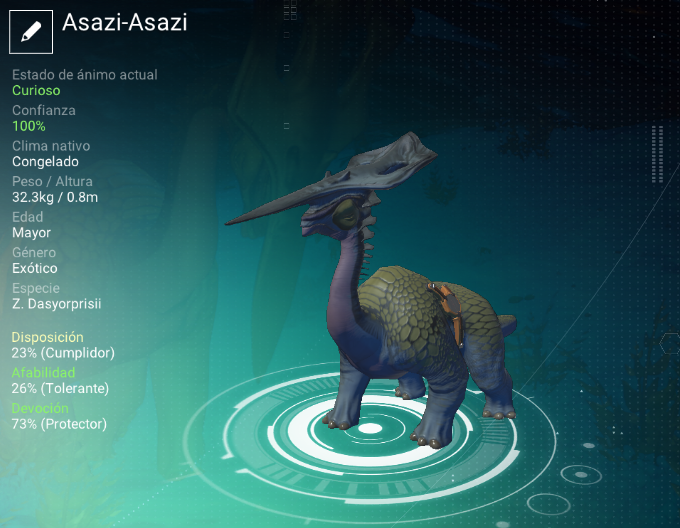 Asazi-Asazi
Estado de ánimo actual
Curioso
Confianza
100%
Clima nativo
Congelado
Peso / Altura
32.3kg / 0.8m
Edad
Mayor
Género
Exótico
Especie
Z. Dasyorprisii
Disposición
23% (Cumplidor)
Afabilidad
26% (Tolerante)
Devoción
73% (Protector)